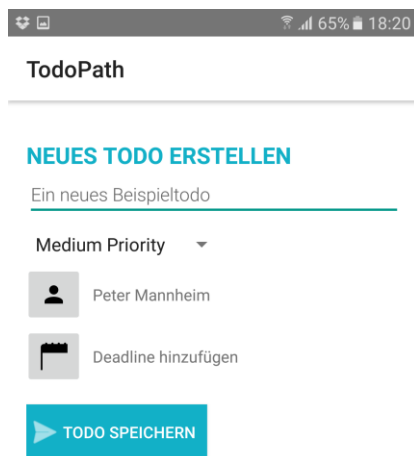 65% 18:20
TodoPath
NEUES TODO ERSTELLEN
Ein neues Beispieltodo
Medium Priority
Peter Mannheim
Deadline hinzufügen
TODO SPEICHERN